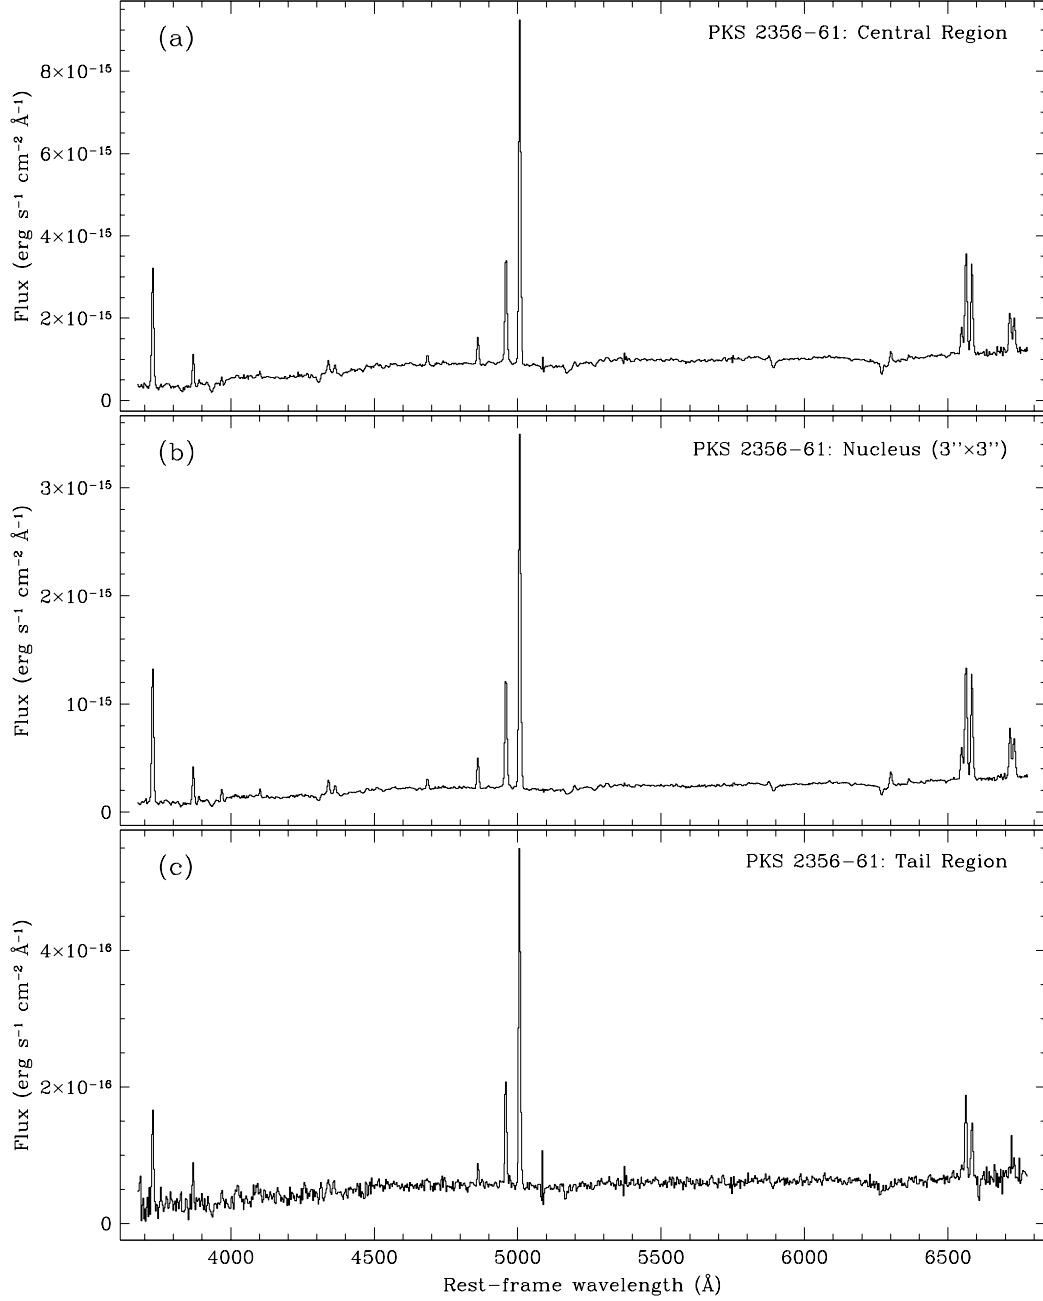 (a)
PKS 2356−61: Central Region
8×10⁻¹⁵
6×10⁻¹⁵
4×10⁻¹⁵
2×10⁻¹⁵
0
Flux (erg s⁻¹ cm⁻² Å⁻¹)
(b)
PKS 2356−61: Nucleus (3’’×3’’)
3×10⁻¹⁵
2×10⁻¹⁵
10⁻¹⁵
0
Flux (erg s⁻¹ cm⁻² Å⁻¹)
(c)
PKS 2356−61: Tail Region
4×10⁻¹⁶
2×10⁻¹⁶
0
Flux (erg s⁻¹ cm⁻² Å⁻¹)
4000 4500 5000 5500 6000 6500
Rest−frame wavelength (Å)